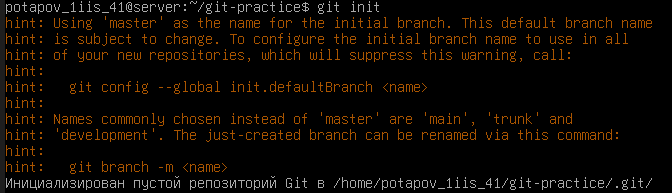 potapov_1iis_41@server:~/git-practice$ git init
hint: Using 'master' as the name for the initial branch. This default branch name
hint: is subject to change. To configure the initial branch name to use in all
hint: of your new repositories, which will suppress this warning, call:
hint:
hint:   git config --global init.defaultBranch <name>
hint:
hint: Names commonly chosen instead of 'master' are 'main', 'trunk' and
hint: 'development'. The just-created branch can be renamed via this command:
hint:
hint:   git branch -m <name>
Инициализирован пустой репозиторий Git в /home/potapov_1iis_41/git-practice/.git/